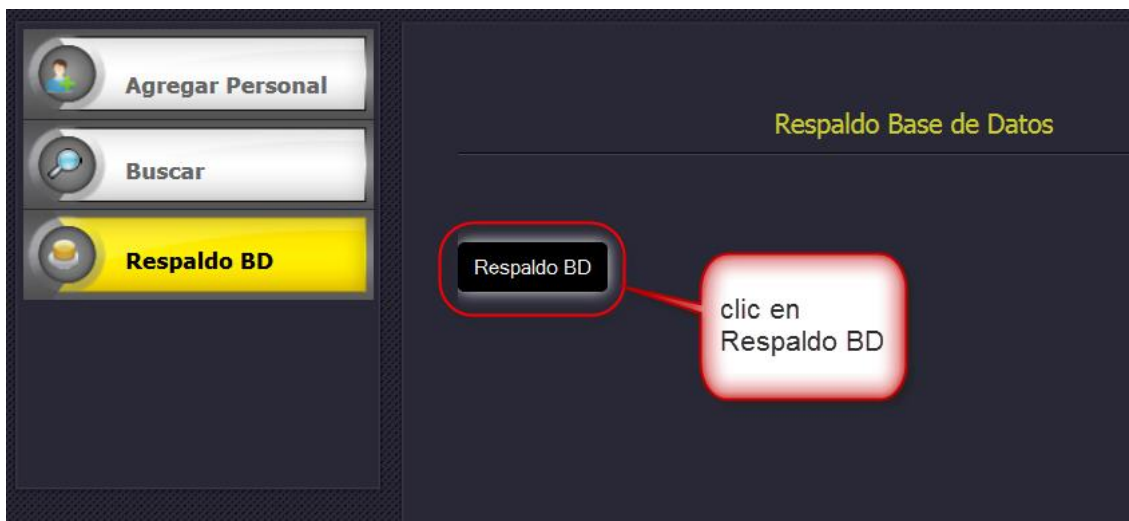 Agregar Personal
Buscar
Respaldo BD
Respaldo Base de Datos
Respaldo BD
clic en
Respaldo BD